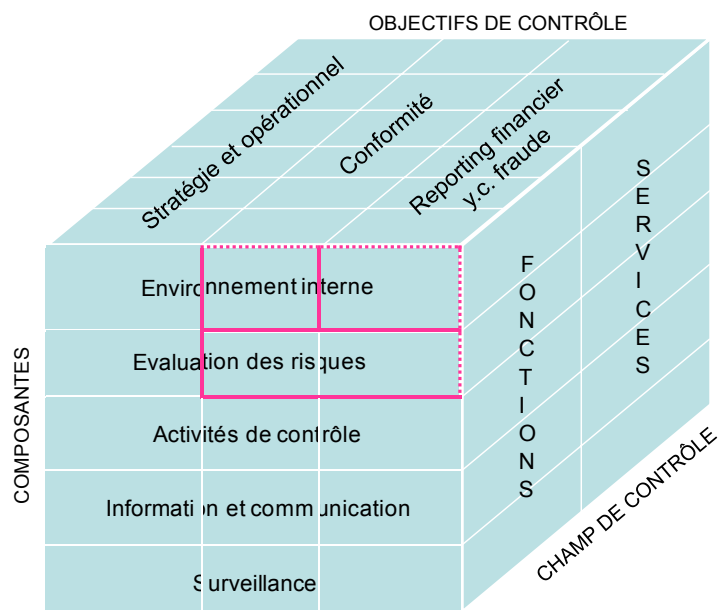 OBJECTIFS DE CONTRÔLE
Stratégie et opérationnel
Conformité
Reporting financier
y.c. fraude
COMPOSANTES
Environnement interne
Evaluation des risques
Activités de contrôle
Information et communication
Surveillance
FONCTIONS
SERVICES
CHAMP DE CONTRÔLE